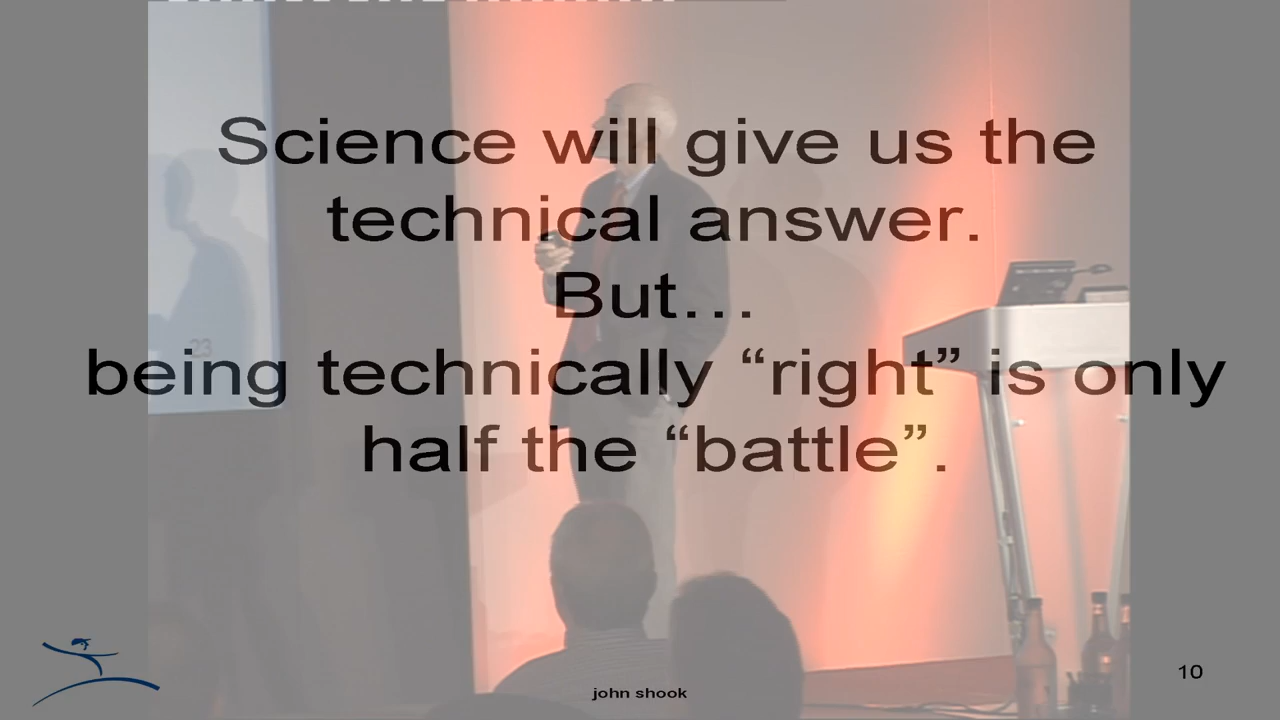 Science will give us the
technical answer.
But…
being technically “right” is only
half the “battle”.
23
john shook
10